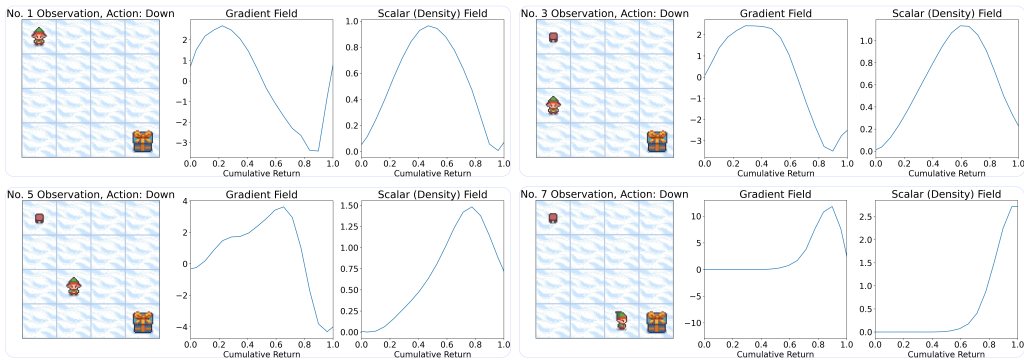 No. 1 Observation, Action: Down
Gradient Field
Scalar (Density) Field
2
1
0
−1
−2
−3
0.0 0.2 0.4 0.6 0.8 1.0
Cumulative Return
1.0
0.8
0.6
0.4
0.2
0.0
0.0 0.2 0.4 0.6 0.8 1.0
Cumulative Return
No. 3 Observation, Action: Down
Gradient Field
Scalar (Density) Field
2
1
0
−1
−2
−3
0.0 0.2 0.4 0.6 0.8 1.0
Cumulative Return
1.0
0.8
0.6
0.4
0.2
0.0
0.0 0.2 0.4 0.6 0.8 1.0
Cumulative Return
No. 5 Observation, Action: Down
Gradient Field
Scalar (Density) Field
4
2
0
−2
−4
0.0 0.2 0.4 0.6 0.8 1.0
Cumulative Return
1.50
1.25
1.00
0.75
0.50
0.25
0.00
0.0 0.2 0.4 0.6 0.8 1.0
Cumulative Return
No. 7 Observation, Action: Down
Gradient Field
Scalar (Density) Field
10
5
0
−5
−10
0.0 0.2 0.4 0.6 0.8 1.0
Cumulative Return
2.5
2.0
1.5
1.0
0.5
0.0
0.0 0.2 0.4 0.6 0.8 1.0
Cumulative Return